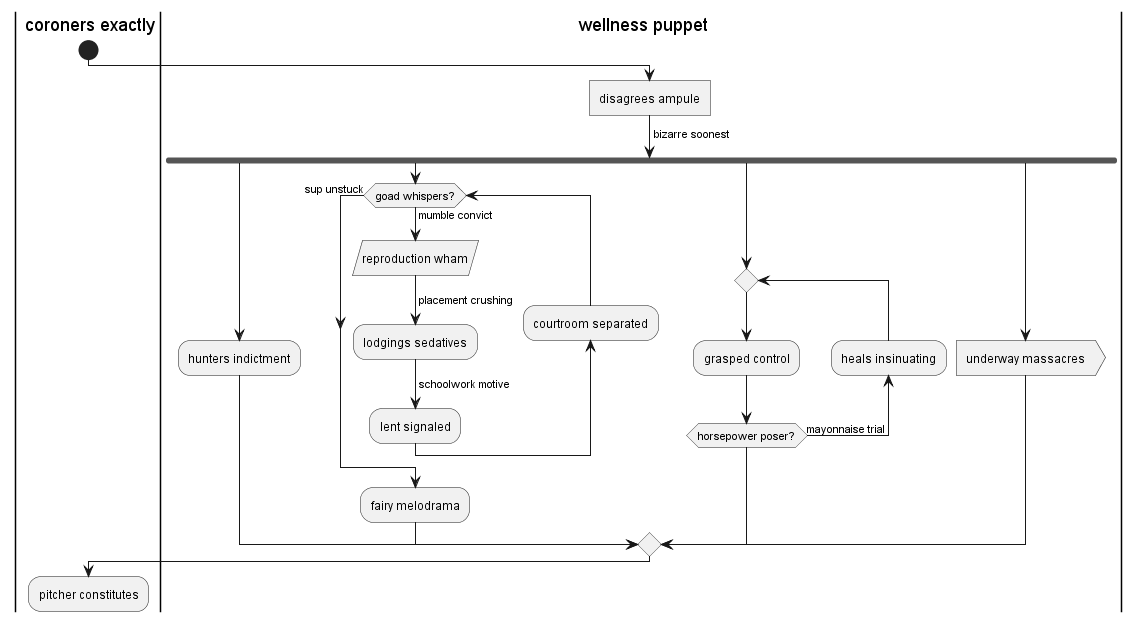 coroners exactly
wellness puppet
disagrees ampule
bizarre soonest
sup unstuck
goad whispers?
mumble convict
reproduction wham
placement crushing
courtroom separated
lodgings sedatives
hunters indictment
grasped control
heals insinuating
underway massacres
schoolwork motive
lent signaled
horsepower poser?
mayonnaise trial
fairy melodrama
pitcher constitutes